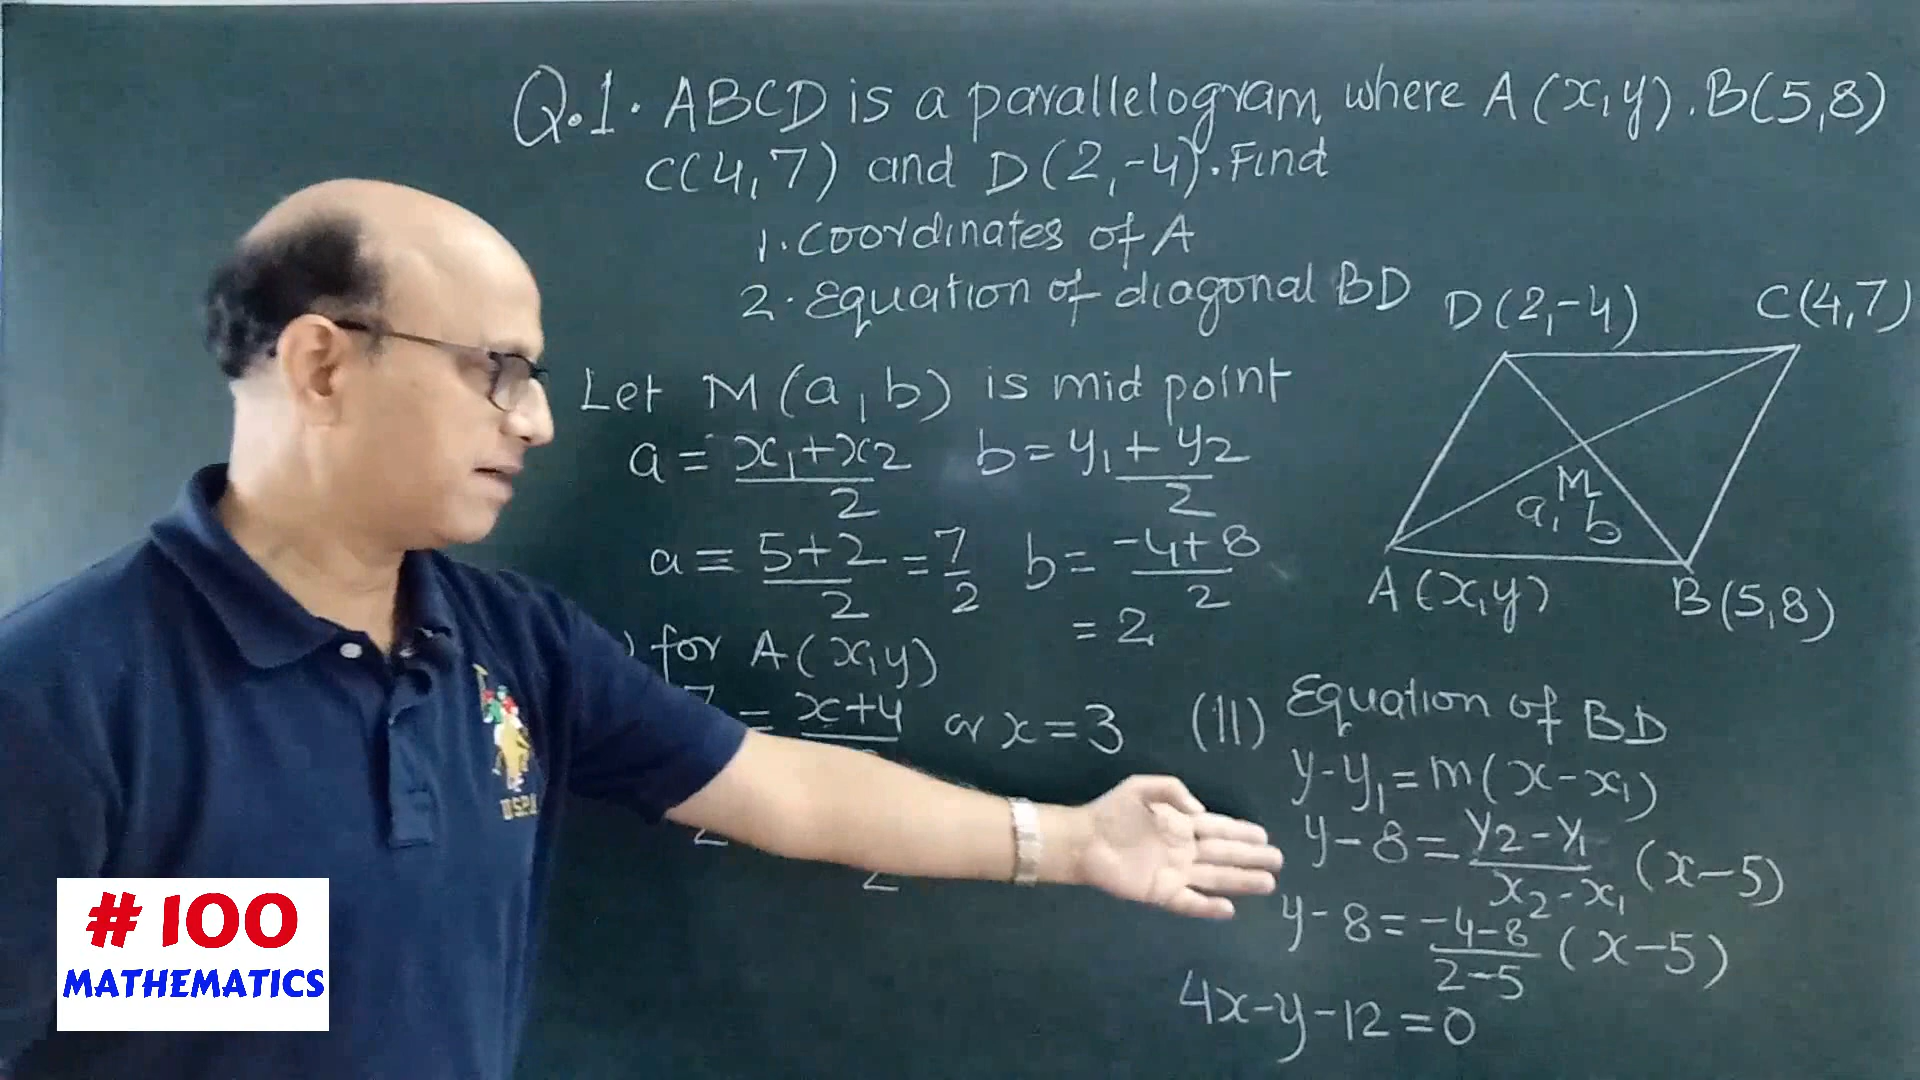 Q.1. ABCD is a parallelogram, where A(x,y). B(5,8)
C(4,7) and D(2,-4). Find
1. Coordinates of A
2. Equation of diagonal BD
D(2,-4) C(4,7)
Let M(a,b) is mid point
a = x₁+x₂/2 b = y₁+y₂/2
M
a, b
a = 5+2/2 = 7/2 b = -4+8/2
= 2
A(x,y) B(5,8)
) for A(x,y)
7 = x+4 or x = 3
2
2
(II) Equation of BD
y-y₁ = m(x-x₁)
y-8 = y₂-y₁/x₂-x₁ (x-5)
y-8 = -4-8/2-5 (x-5)
4x-y-12=0
# 100
MATHEMATICS